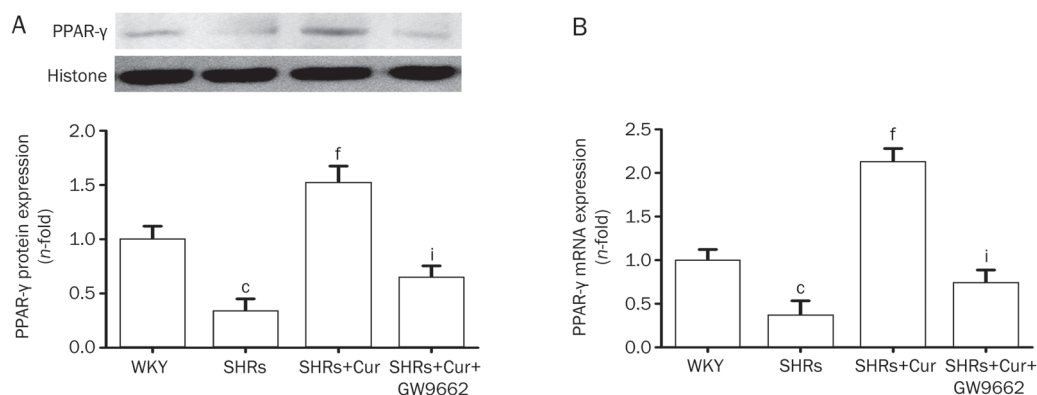 A
PPAR-γ
Histone
PPAR-γ protein expression
(n-fold)
2.0
1.5
1.0
0.5
0.0
c
f
i
WKY
SHRs
SHRs+Cur
SHRs+Cur+
GW9662
B
PPAR-γ mRNA expression
(n-fold)
2.5
2.0
1.5
1.0
0.5
0.0
c
f
i
WKY
SHRs
SHRs+Cur
SHRs+Cur+
GW9662